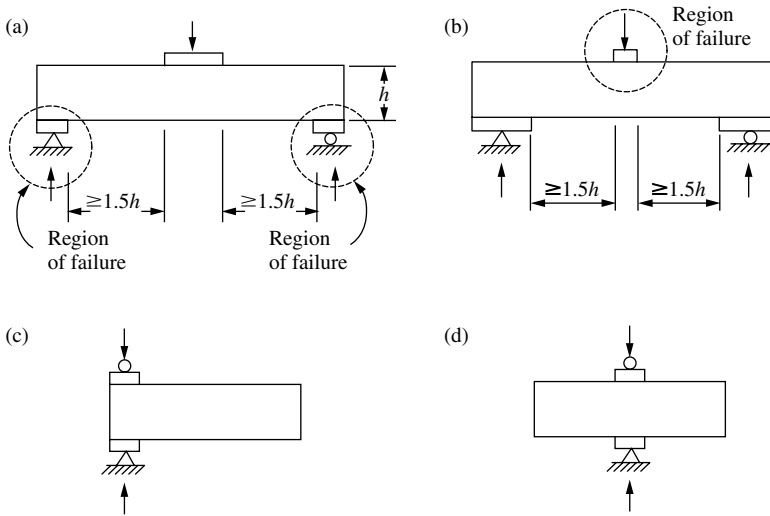 (a)
h
≥1.5h
≥1.5h
Region
of failure
Region
of failure
(b)
Region
of failure
≥1.5h
≥1.5h
(c)
(d)